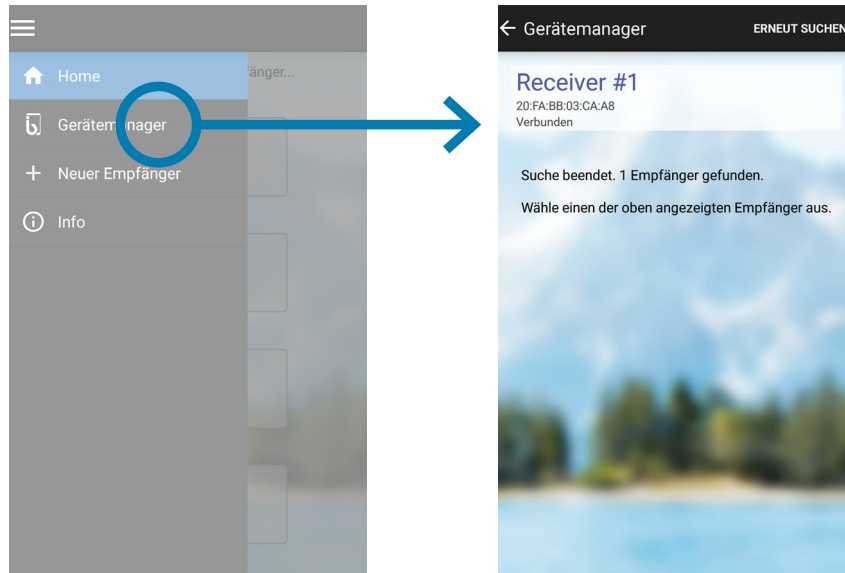 Home
Gerätemanager
Neuer Empfänger
Info
Gerätemanager
ERNEUT SUCHEN
Receiver #1
20:FA:BB:03:CA:A8
Verbunden
Suche beendet. 1 Empfänger gefunden.
Wähle einen der oben angezeigten Empfänger aus.